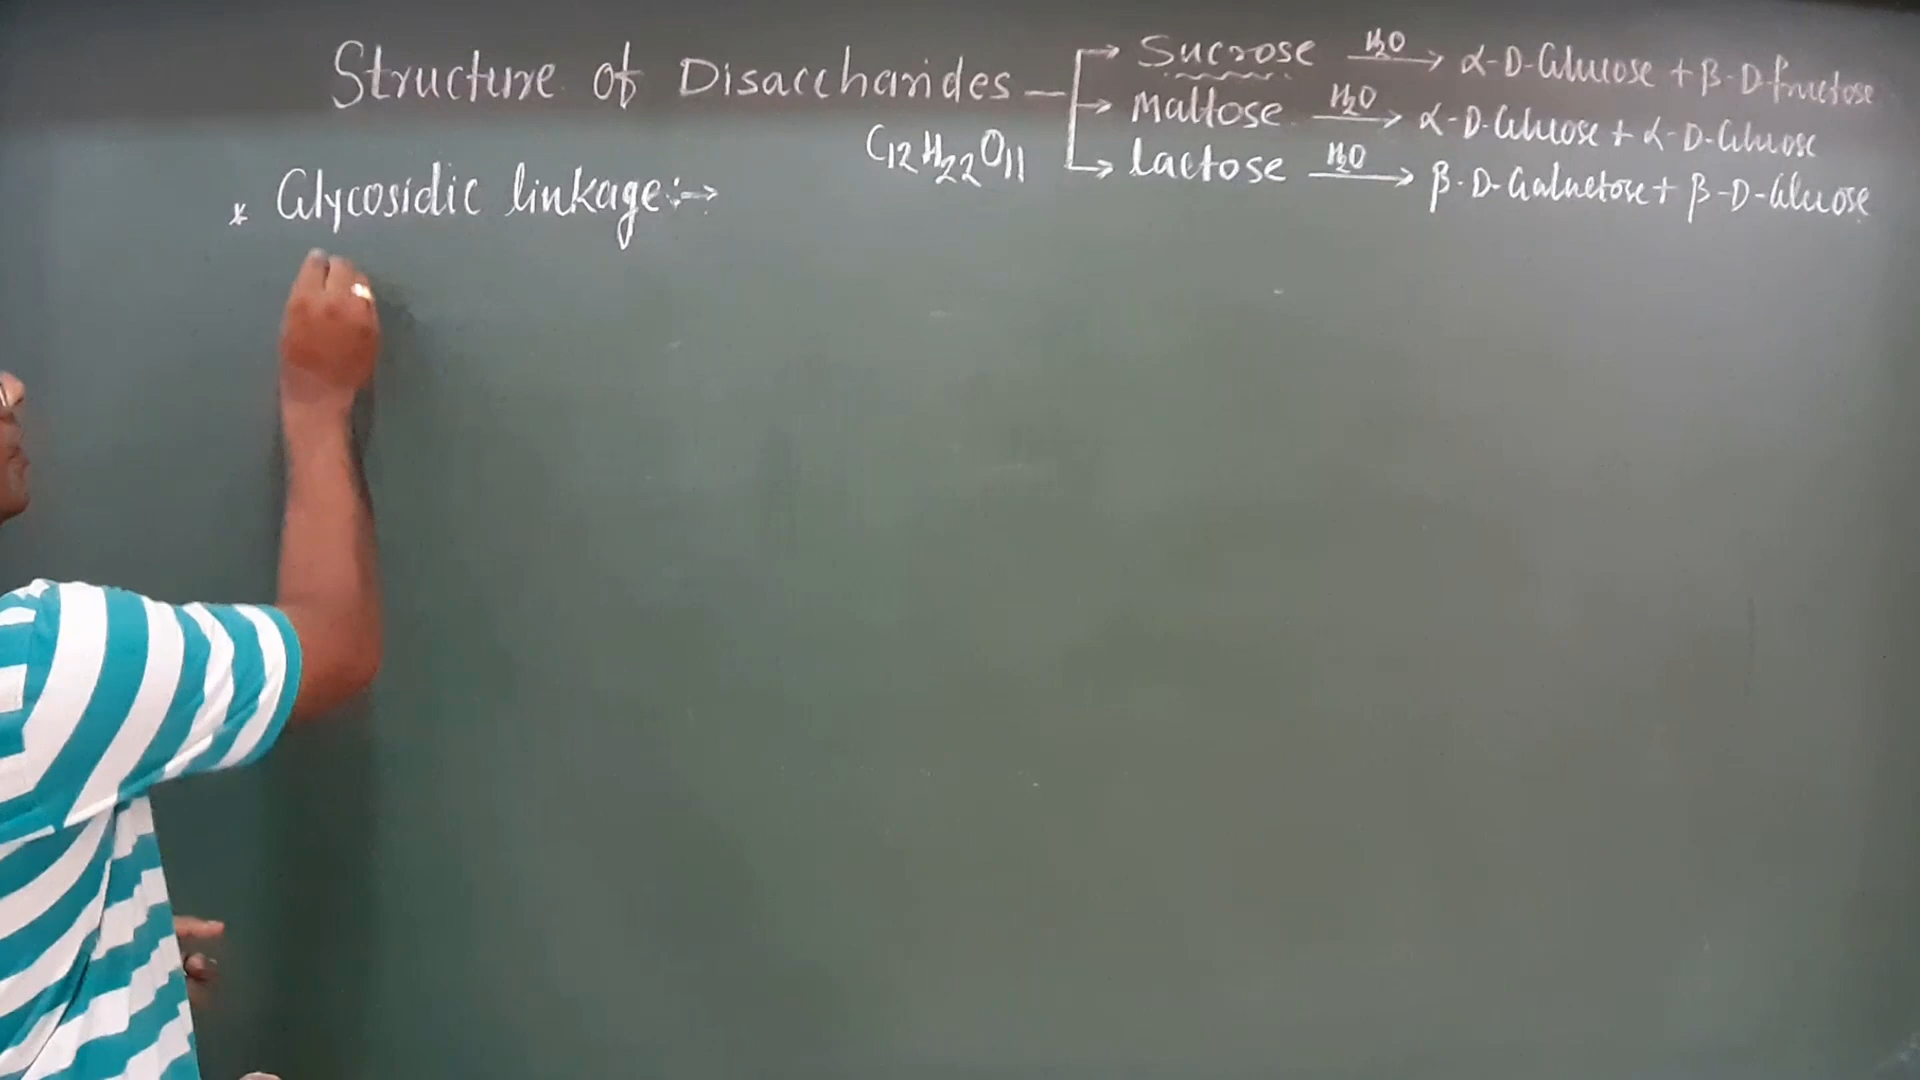 Structure of Disaccharides
C12H22O11
Sucrose H2O → α-D-Glucose + β-D-fructose
Maltose H2O → α-D-Glucose + α-D-Glucose
lactose H2O → β-D-Galactose + β-D-Glucose
* Glycosidic linkage:→